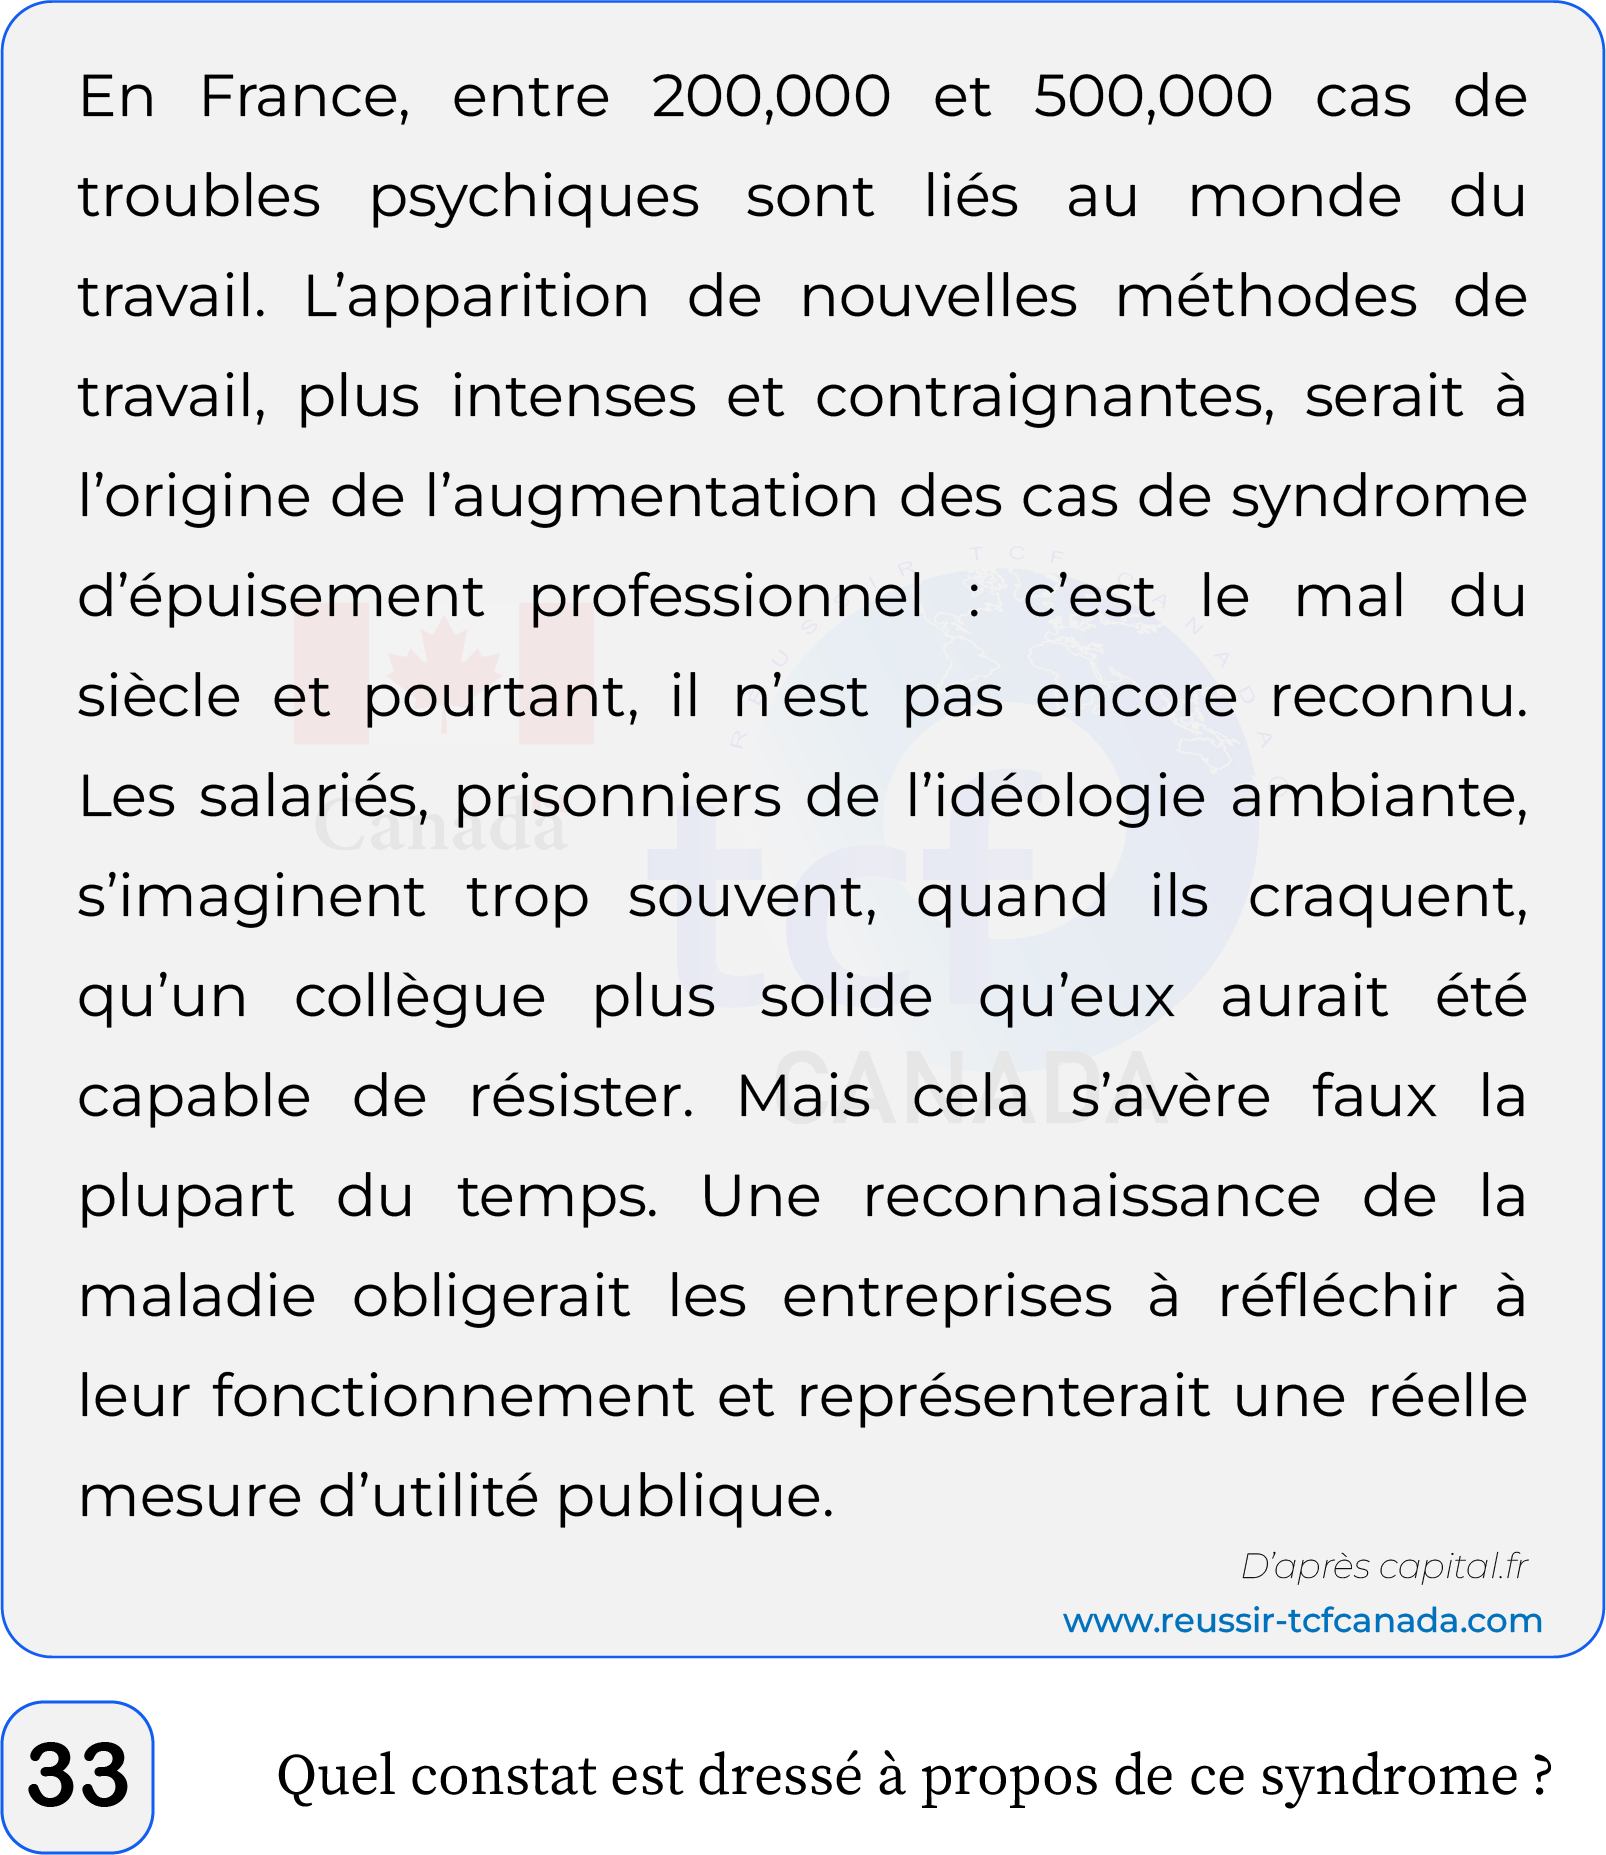 En France, entre 200,000 et 500,000 cas de
troubles psychiques sont liés au monde du
travail. L’apparition de nouvelles méthodes de
travail, plus intenses et contraignantes, serait à
l’origine de l’augmentation des cas de syndrome
d’épuisement professionnel : c’est le mal du
siècle et pourtant, il n’est pas encore reconnu.
Les salariés, prisonniers de l’idéologie ambiante,
s’imaginent trop souvent, quand ils craquent,
qu’un collègue plus solide qu’eux aurait été
capable de résister. Mais cela s’avère faux la
plupart du temps. Une reconnaissance de la
maladie obligerait les entreprises à réfléchir à
leur fonctionnement et représenterait une réelle
mesure d’utilité publique.
D’après capital.fr
www.reussir-tcfcanada.com
33 Quel constat est dressé à propos de ce syndrome ?
Canada
tcf
CANADA
REUSSIR TCF CANADA